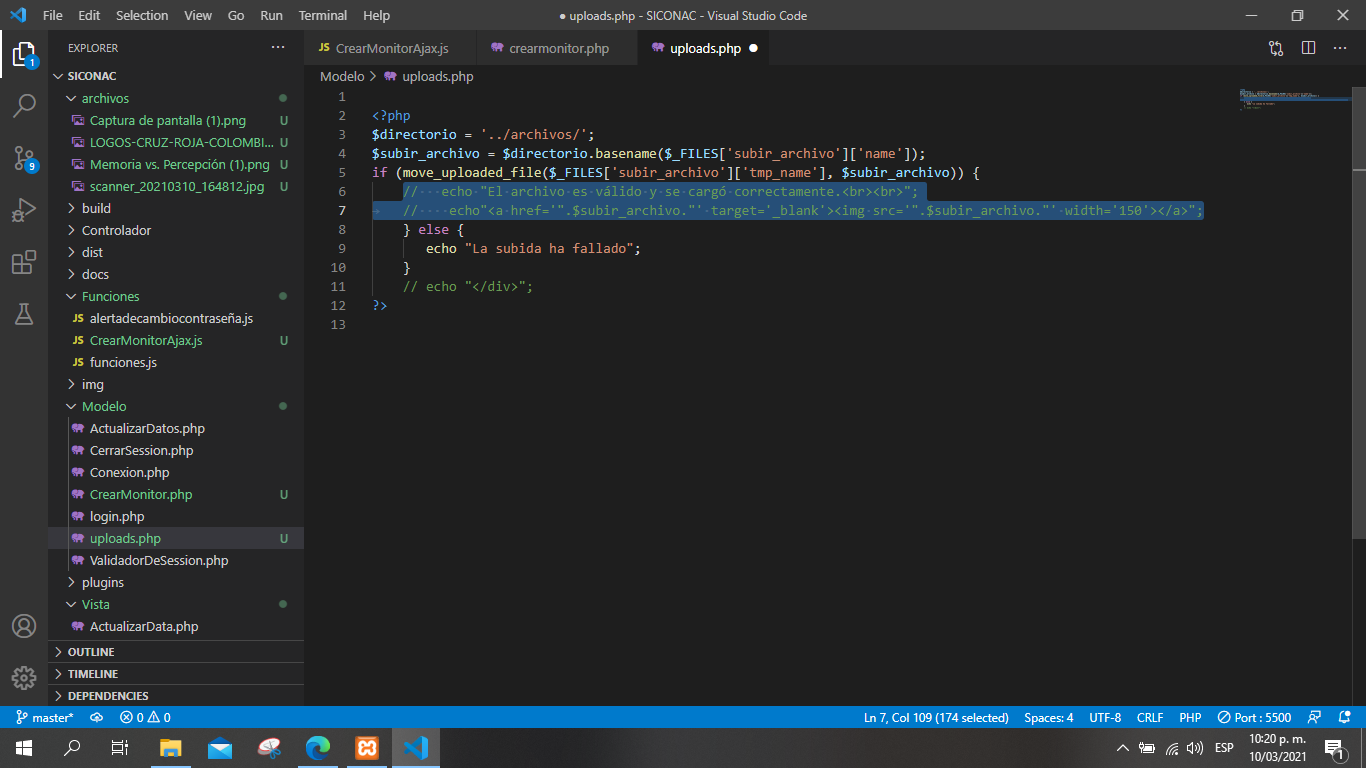 File Edit Selection View Go Run Terminal Help ● uploads.php - SICONAC - Visual Studio Code
EXPLORER ···
JS CrearMonitorAjax.js crearmonitor.php uploads.php ●
SICONAC
Modelo > uploads.php
archivos
Captura de pantalla (1).png U
LOGOS-CRUZ-ROJA-COLOMBI... U
Memoria vs. Percepción (1).png U
scanner_20210310_164812.jpg U
build
Controlador
dist
docs
Funciones
JS alertadecambiocontraseña.js
JS CrearMonitorAjax.js U
JS funciones.js
img
Modelo
ActualizarDatos.php
CerrarSession.php
Conexion.php
CrearMonitor.php U
login.php
uploads.php U
ValidadorDeSession.php
plugins
Vista
ActualizarData.php
OUTLINE
TIMELINE
DEPENDENCIES
1
2 <?php
3 $directorio = '../archivos/';
4 $subir_archivo = $directorio.basename($_FILES['subir_archivo']['name']);
5 if (move_uploaded_file($_FILES['subir_archivo']['tmp_name'], $subir_archivo)) {
6 //   echo "El archivo es válido y se cargó correctamente.<br><br>";
7 //    echo"<a href='".$subir_archivo."' target='_blank'><img src='".$subir_archivo."' width='150'></a>";
8 } else {
9 echo "La subida ha fallado";
10 }
11 // echo "</div>";
12 ?>
13
1
9
master* 0 0 Ln 7, Col 109 (174 selected) Spaces: 4 UTF-8 CRLF PHP Port : 5500
ESP 10:20 p. m.
10/03/2021
1